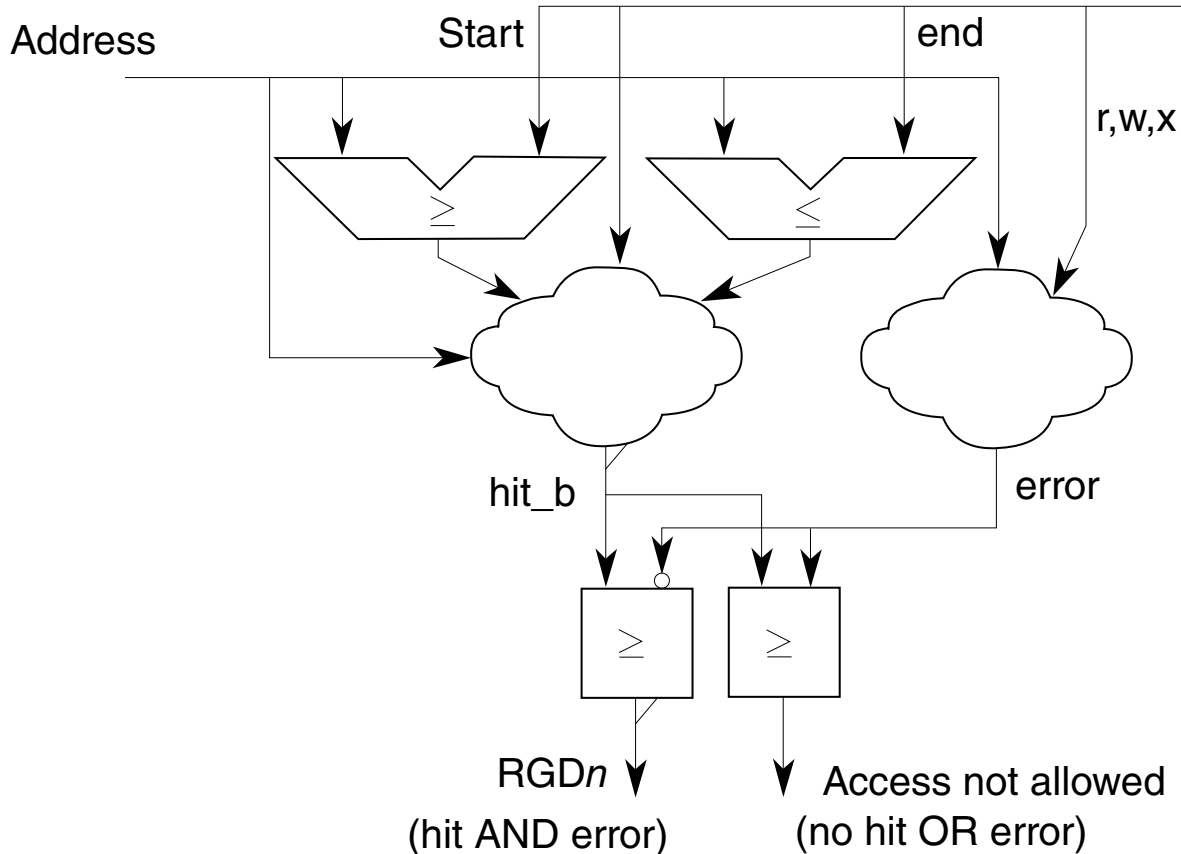 Start
end
Address
r,w,x
≥
≤
hit_b
error
≥
≥
RGDn
(hit AND error)
Access not allowed
(no hit OR error)